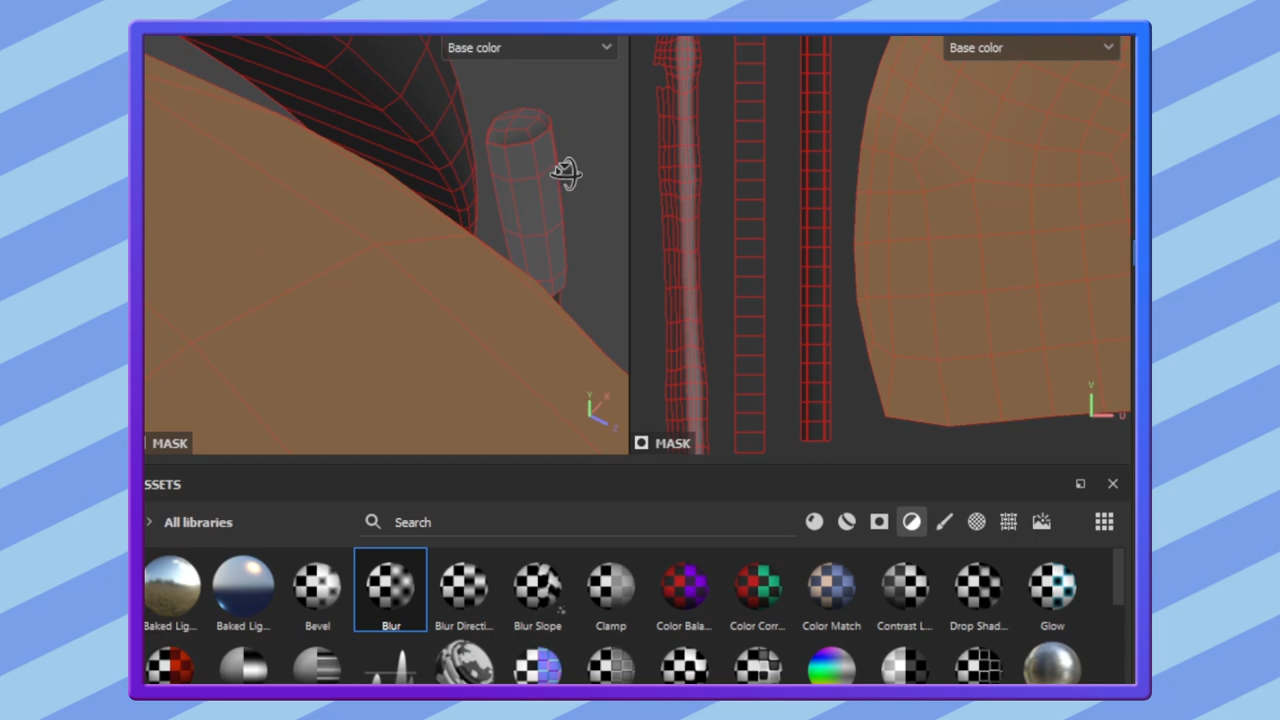 Base color
Base color
Y
X
Z
V
U
MASK
MASK
SSETS
All libraries
Search
Baked Lig...
Baked Lig...
Bevel
Blur
Blur Directi...
Blur Slope
Clamp
Color Bala...
Color Corr...
Color Match
Contrast L...
Drop Shad...
Glow